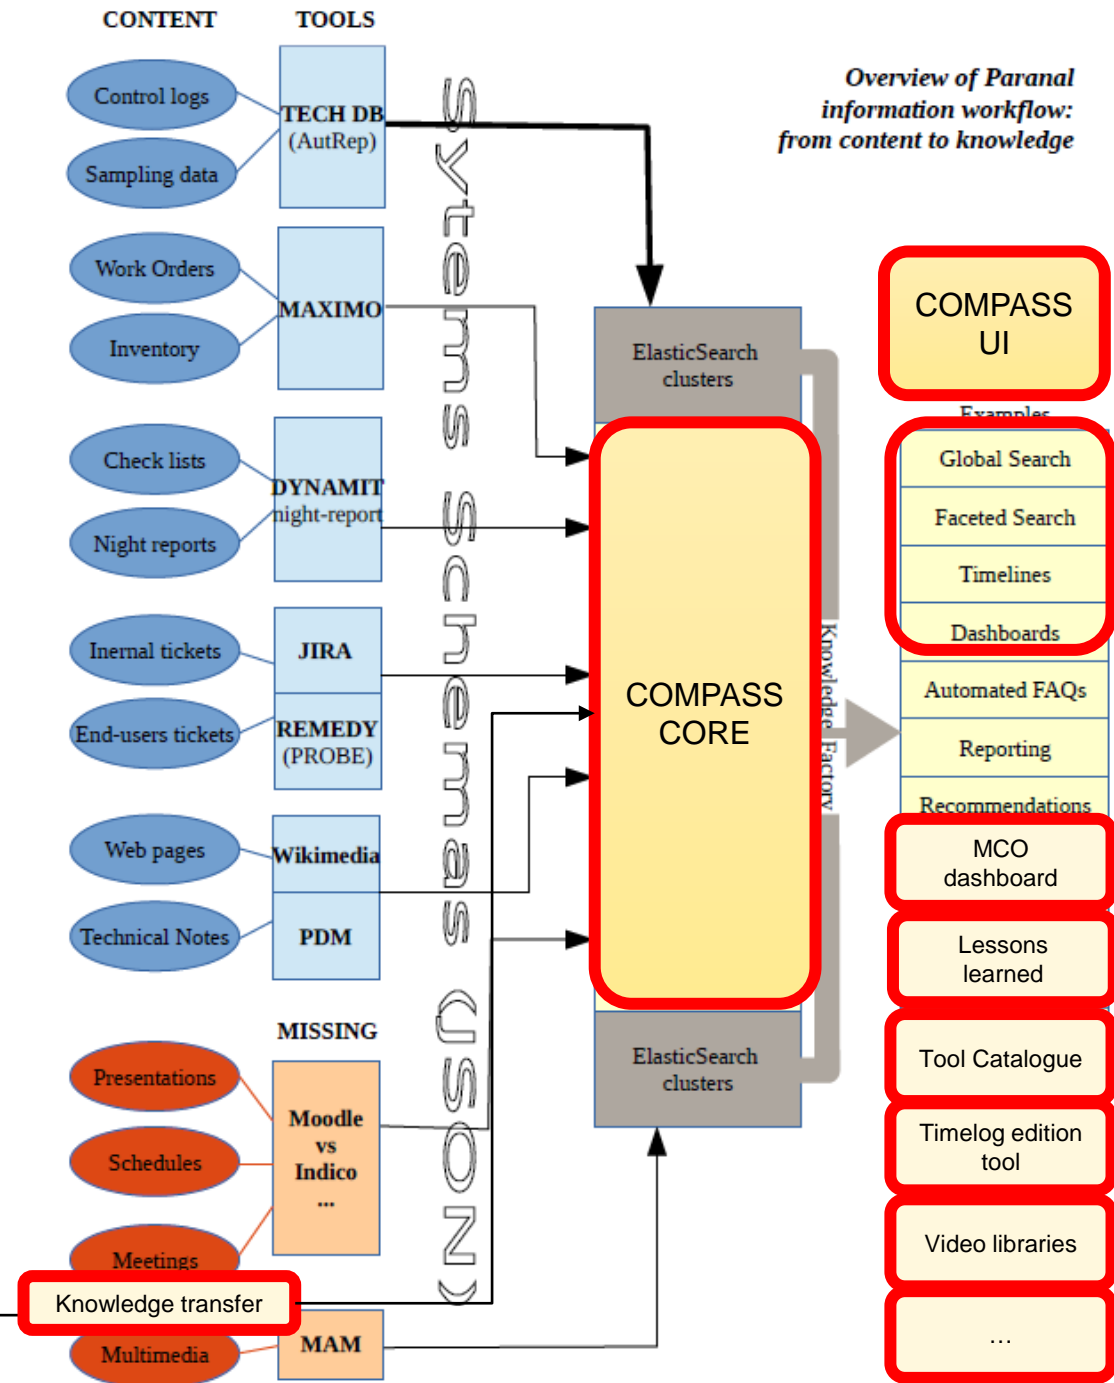 CONTENT
TOOLS
Overview of Paranal
information workflow:
from content to knowledge
Control logs
Sampling data
TECH DB
(AutRep)
Work Orders
Inventory
MAXIMO
Check lists
Night reports
DYNAMIT
night-report
Inernal tickets
End-users tickets
JIRA
REMEDY
(PROBE)
Web pages
Technical Notes
Wikimedia
PDM
MISSING
Presentations
Schedules
Meetings
Moodle
vs
Indico
...
Knowledge transfer
Multimedia
MAM
Sytems Schemas (JSON)
ElasticSearch
clusters
COMPASS
CORE
ElasticSearch
clusters
Knowledge Factory
COMPASS
UI
Examples
Global Search
Faceted Search
Timelines
Dashboards
Automated FAQs
Reporting
Recommendations
MCO
dashboard
Lessons
learned
Tool Catalogue
Timelog edition
tool
Video libraries
...